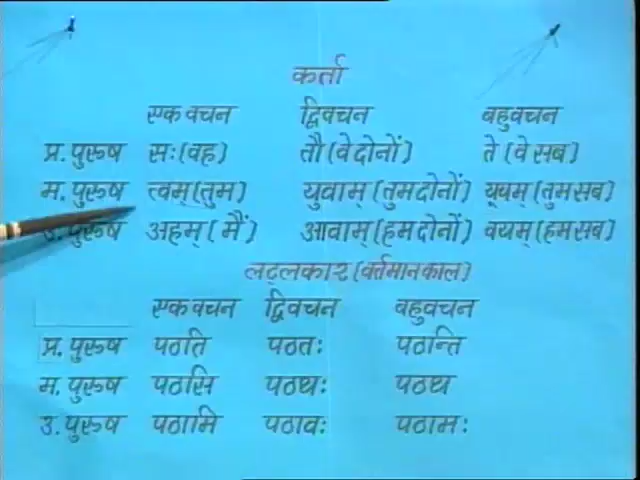 कर्ता
एकवचन द्विवचन बहुवचन
प्र. पुरुष सः (वह) तौ (वे दोनों) ते (वे सब)
म. पुरुष त्वम् (तुम) युवाम् (तुम दोनों) यूयम् (तुम सब)
उ. पुरुष अहम् (मैं) आवाम् (हम दोनों) वयम् (हम सब)
लट्लकार (वर्तमान काल)
एकवचन द्विवचन बहुवचन
प्र. पुरुष पठति पठतः पठन्ति
म. पुरुष पठसि पठथः पठथ
उ. पुरुष पठामि पठावः पठामः